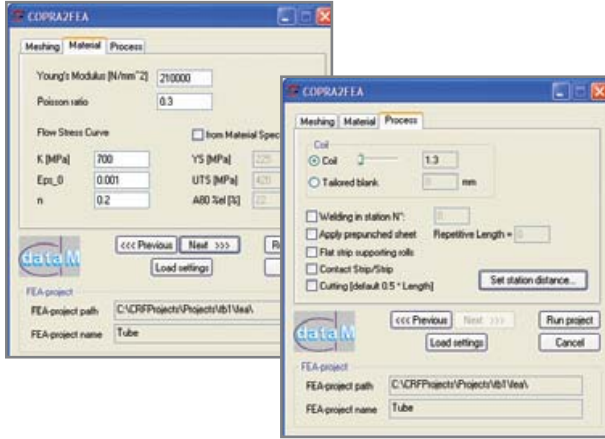 COPRA2FEA
Meshing Material Process
Young's Modulus [N/mm^2] 210000
Poisson ratio 0.3
Flow Stress Curve from Material Spec
K [MPa] 700 YS [MPa] 225
Eps_0 0.001 UTS [MPa] 420
n 0.2 A80 %el [%] 22
<<< Previous Next >>> R
Load settings
data M
FEA-project
FEA-project path C:\CRFProjects\Projects\tb1\fea\
FEA-project name Tube
COPRA2FEA
Meshing Material Process
Coil
Coil 1.3
Tailored blank mm
Welding in station N°:
Apply prepunched sheet Repetitive Length =
Flat strip supporting rolls
Contact Strip/Strip
Cutting [default 0.5 * Length] Set station distance...
<<< Previous Next >>> Run project
Load settings Cancel
data M
FEA-project
FEA-project path C:\CRFProjects\Projects\tb1\fea\
FEA-project name Tube